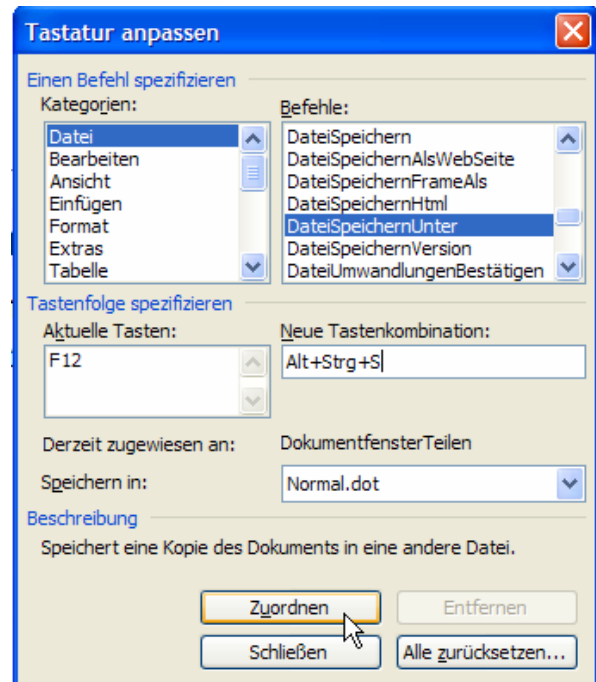 Tastatur anpassen
Einen Befehl spezifizieren
Kategorien:
Befehle:
Datei
Bearbeiten
Ansicht
Einfügen
Format
Extras
Tabelle
DateiSpeichern
DateiSpeichernAlsWebSeite
DateiSpeichernFrameAls
DateiSpeichernHtml
DateiSpeichernUnter
DateiSpeichernVersion
DateiUmwandlungenBestätigen
Tastenfolge spezifizieren
Aktuelle Tasten:
Neue Tastenkombination:
F12
Alt+Strg+S
Derzeit zugewiesen an:
DokumentfensterTeilen
Speichern in:
Normal.dot
Beschreibung
Speichert eine Kopie des Dokuments in eine andere Datei.
Zuordnen
Entfernen
Schließen
Alle zurücksetzen...